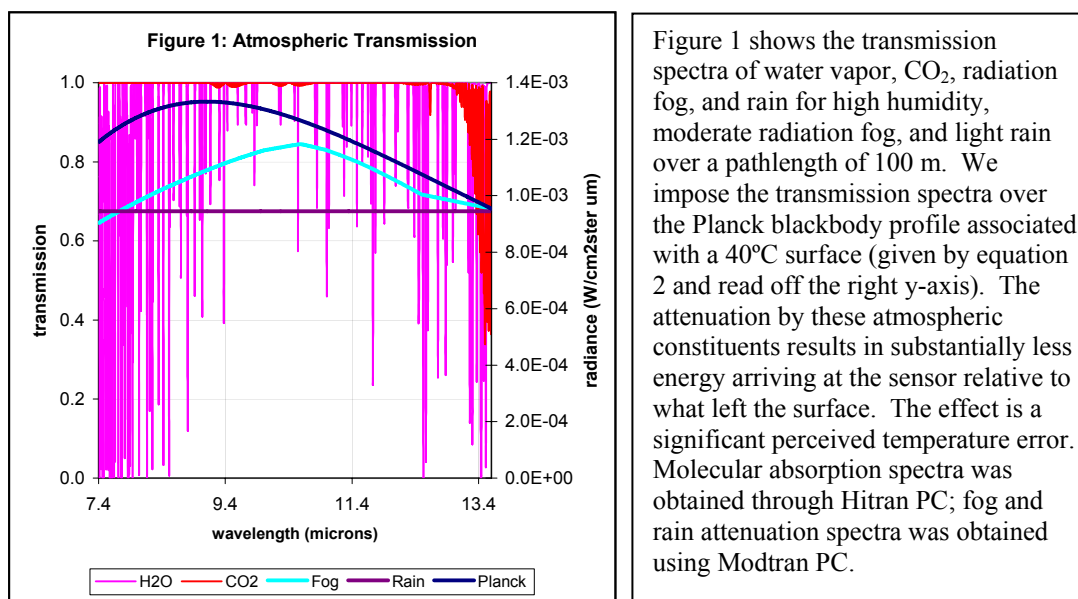 Figure 1: Atmospheric Transmission
1.0
0.8
0.6
0.4
0.2
0.0
transmission
1.4E-03
1.2E-03
1.0E-03
8.0E-04
6.0E-04
4.0E-04
2.0E-04
0.0E+00
radiance (W/cm2ster um)
7.4 9.4 11.4 13.4
wavelength (microns)
H2O CO2 Fog Rain Planck
Figure 1 shows the transmission
spectra of water vapor, CO₂, radiation
fog, and rain for high humidity,
moderate radiation fog, and light rain
over a pathlength of 100 m. We
impose the transmission spectra over
the Planck blackbody profile associated
with a 40ºC surface (given by equation
2 and read off the right y-axis). The
attenuation by these atmospheric
constituents results in substantially less
energy arriving at the sensor relative to
what left the surface. The effect is a
significant perceived temperature error.
Molecular absorption spectra was
obtained through Hitran PC; fog and
rain attenuation spectra was obtained
using Modtran PC.